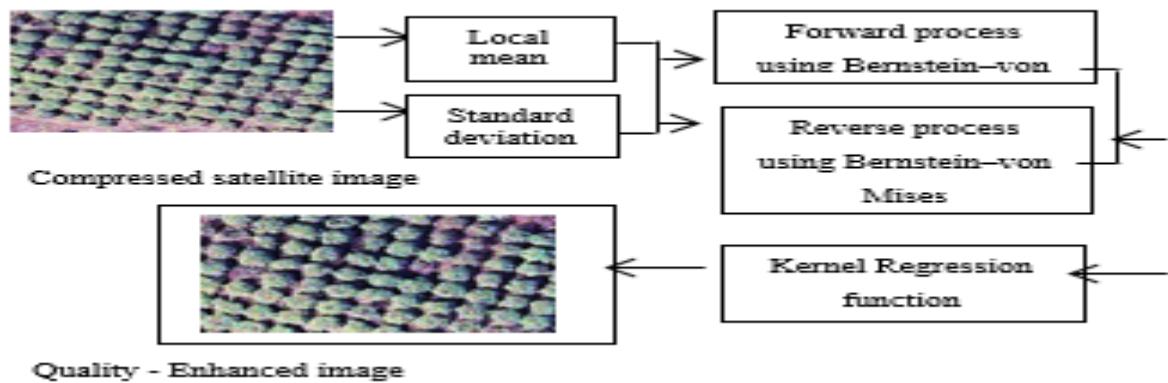 Local
mean
Standard
deviation
Compressed satellite image
Forward process
using Bernstein–von
Reverse process
using Bernstein–von
Mises
Kernel Regression
function
Quality - Enhanced image